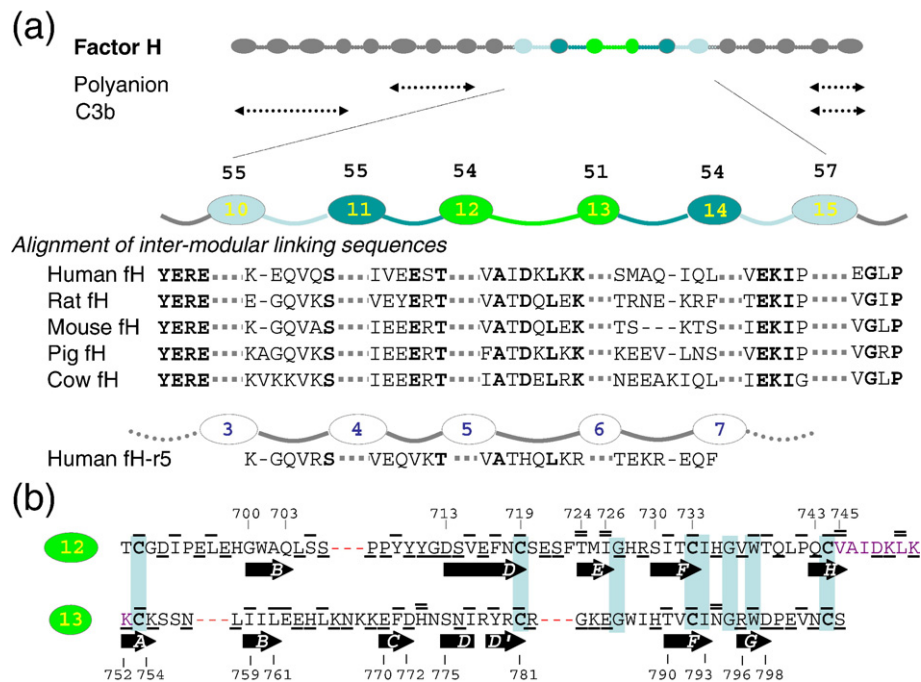 (a)
Factor H
Polyanion
C3b
55 55 54 51 54 57
10 11 12 13 14 15
Alignment of inter-modular linking sequences
Human fH YERE K-EQVQS IVEEST VAIDKLKK SMAQ-IQL VEKIP EGLP
Rat fH YERE E-GQVKS VEYERT VATDQLEK TRNE-KRF TEKIP VGIP
Mouse fH YERE K-GQVAS IEEERT VATDQLEK TS---KTS IEKIP VGLP
Pig fH YERE KAGQVKS IEEERT FATDKLKK KEEV-LNS VEKIP VGRP
Cow fH YERE KVKKVKS IEEERT IATDELRK NEEAKIQL IEKIG VGLP
3 4 5 6 7
Human fH-r5 K-GQVRS VEQVKT VATHQLKR TEKR-EQF
(b)
700 703 713 719 724 726 730 733 743 745
12 TCGDIPELEHGWAQLSS---PPYYYGDSVEFNCSESFTMIGHRSITCIHGVWTQLPQCVAIDKLK
B D E F H
13 KCKSSN---LIILEEHLKNKKEFDHNSNIRYRCR---GKEGWIHTVCINGRWDPEVNCS
A B C D D' F G
752 754 759 761 770 772 775 781 790 793 796 798